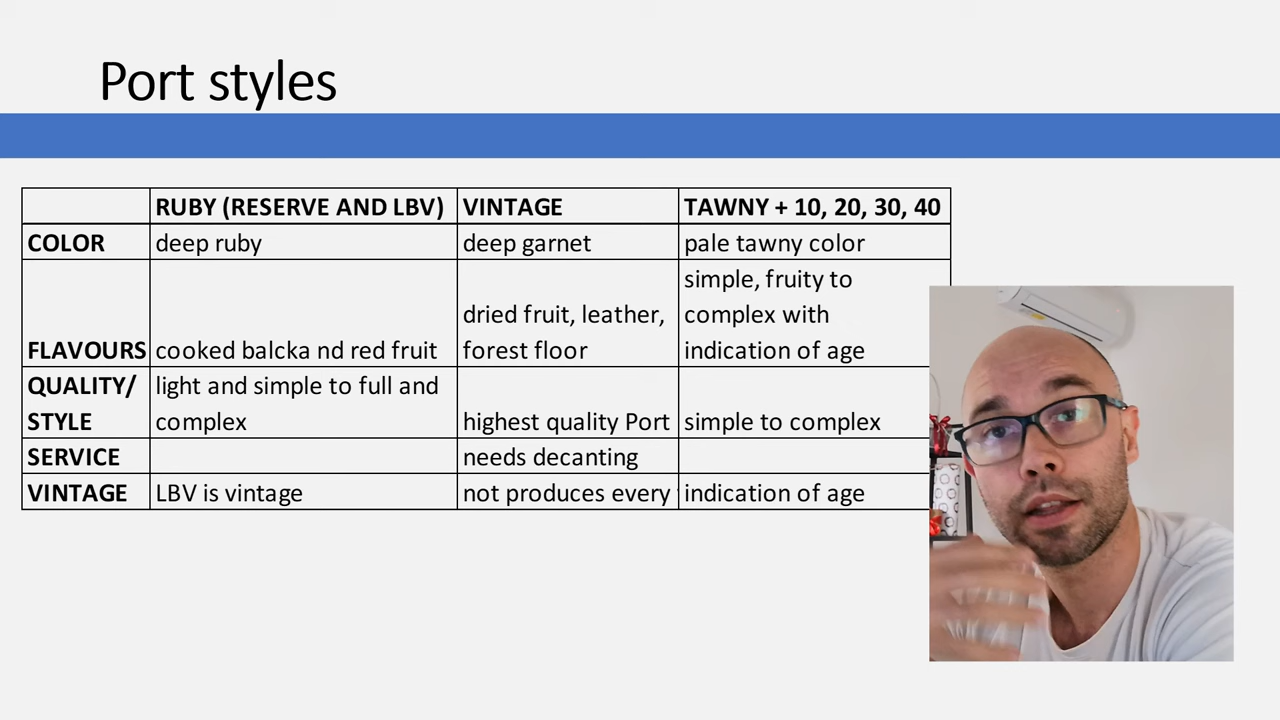 Port styles
RUBY (RESERVE AND LBV) VINTAGE TAWNY + 10, 20, 30, 40
COLOR deep ruby deep garnet pale tawny color
simple, fruity to
dried fruit, leather, complex with
FLAVOURS cooked balcka nd red fruit forest floor indication of age
QUALITY/ light and simple to full and
STYLE complex highest quality Port simple to complex
SERVICE needs decanting
VINTAGE LBV is vintage not produces every indication of age